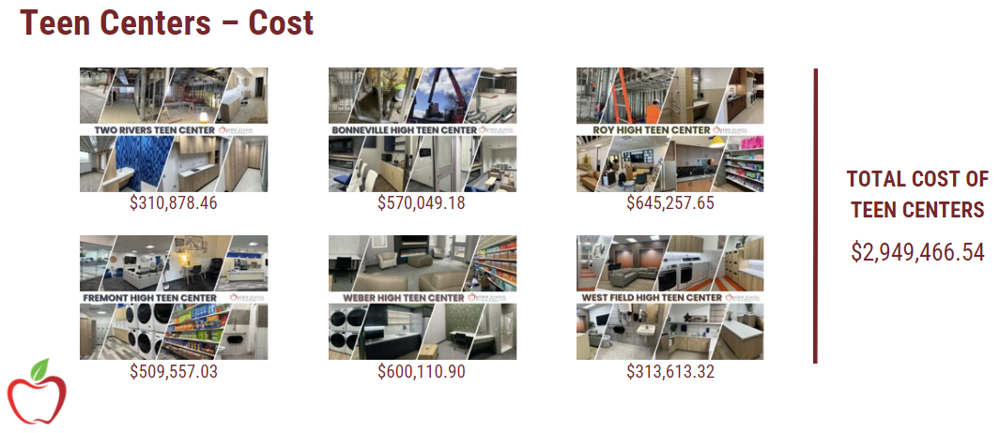 Teen Centers – Cost
TWO RIVERS TEEN CENTER
$310,878.46
BONNEVILLE HIGH TEEN CENTER
$570,049.18
ROY HIGH TEEN CENTER
$645,257.65
FREMONT HIGH TEEN CENTER
$509,557.03
WEBER HIGH TEEN CENTER
$600,110.90
WEST FIELD HIGH TEEN CENTER
$313,613.32
TOTAL COST OF
TEEN CENTERS
$2,949,466.54